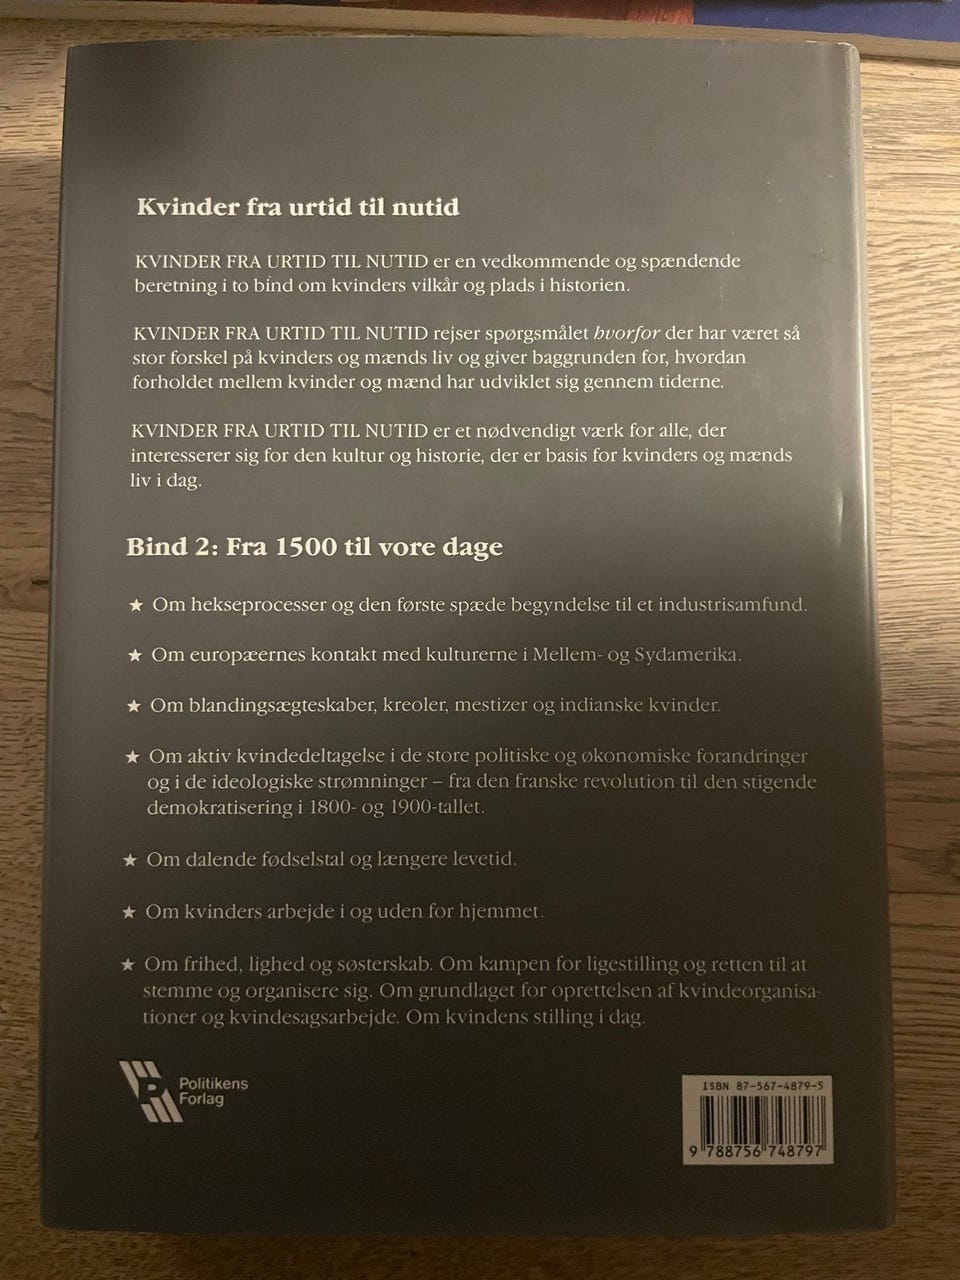 Kvinder fra urtid til nutid
KVINDER FRA URTID TIL NUTID er en vedkommende og spændende
beretning i to bind om kvinders vilkår og plads i historien.
KVINDER FRA URTID TIL NUTID rejser spørgsmålet hvorfor der har været så
stor forskel på kvinders og mænds liv og giver baggrunden for, hvordan
forholdet mellem kvinder og mænd har udviklet sig gennem tiderne.
KVINDER FRA URTID TIL NUTID er et nødvendigt værk for alle, der
interesserer sig for den kultur og historie, der er basis for kvinders og mænds
liv i dag.
Bind 2: Fra 1500 til vore dage
★ Om hekseprocesser og den første spæde begyndelse til et industrisamfund.
★ Om europæernes kontakt med kulturerne i Mellem- og Sydamerika.
★ Om blandingsægteskaber, kreoler, mestizer og indianske kvinder.
★ Om aktiv kvindedeltagelse i de store politiske og økonomiske forandringer
og i de ideologiske strømninger – fra den franske revolution til den stigende
demokratisering i 1800- og 1900-tallet.
★ Om dalende fødselstal og længere levetid.
★ Om kvinders arbejde i og uden for hjemmet.
★ Om frihed, lighed og søsterskab. Om kampen for ligestilling og retten til at
stemme og organisere sig. Om grundlaget for oprettelsen af kvindeorganisa-
tioner og kvindesagsarbejde. Om kvindens stilling i dag.
P
Politikens
Forlag
ISBN 87-567-4879-5
9 788756 748797